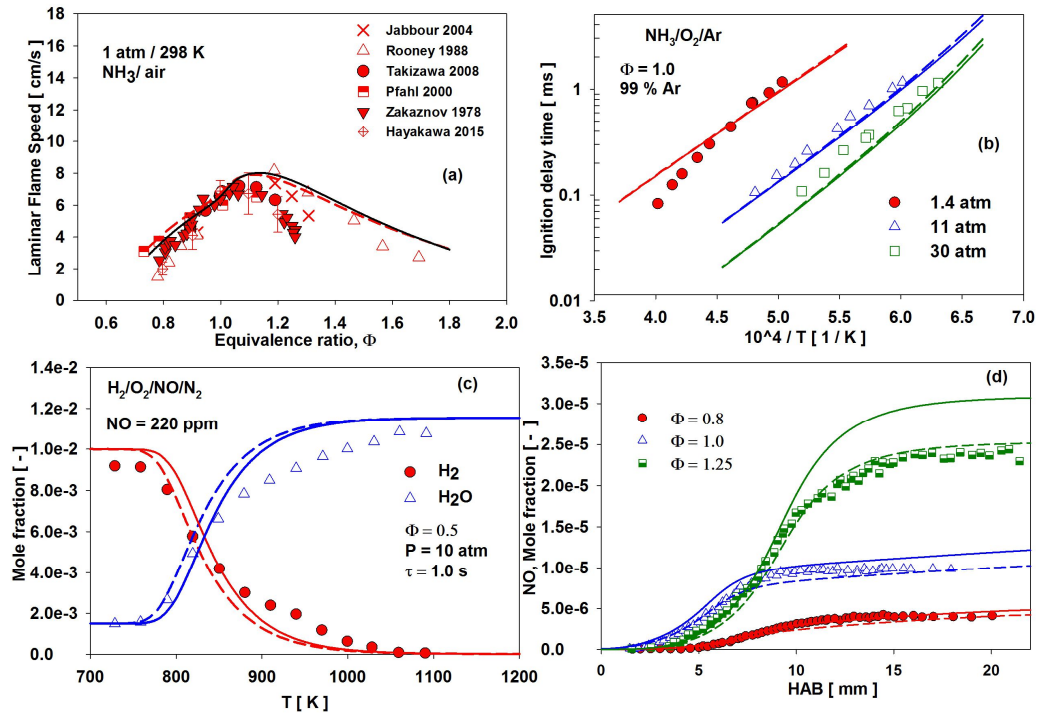 Laminar Flame Speed [ cm/s]
18
16
14
12
10
8
6
4
2
0
1 atm / 298 K
NH3/ air
Jabbour 2004
Rooney 1988
Takizawa 2008
Pfahl 2000
Zakaznov 1978
Hayakawa 2015
(a)
0.6 0.8 1.0 1.2 1.4 1.6 1.8 2.0
Equivalence ratio, Φ
Ignition delay time [ ms]
1
0.1
0.01
NH3/O2/Ar
Φ = 1.0
99 % Ar
(b)
1.4 atm
11 atm
30 atm
3.5 4.0 4.5 5.0 5.5 6.0 6.5 7.0
10^4 / T [ 1 / K]
Mole fraction [ - ]
1.4e-2
1.2e-2
1.0e-2
8.0e-3
6.0e-3
4.0e-3
2.0e-3
0.0
H2/O2/NO/N2
(c)
NO = 220 ppm
H2
H2O
Φ = 0.5
P = 10 atm
τ = 1.0 s
700 800 900 1000 1100 1200
T [ K]
NO, Mole fraction [ - ]
3.5e-5
3.0e-5
2.5e-5
2.0e-5
1.5e-5
1.0e-5
5.0e-6
0.0
(d)
Φ = 0.8
Φ = 1.0
Φ = 1.25
0 5 10 15 20
HAB [ mm]